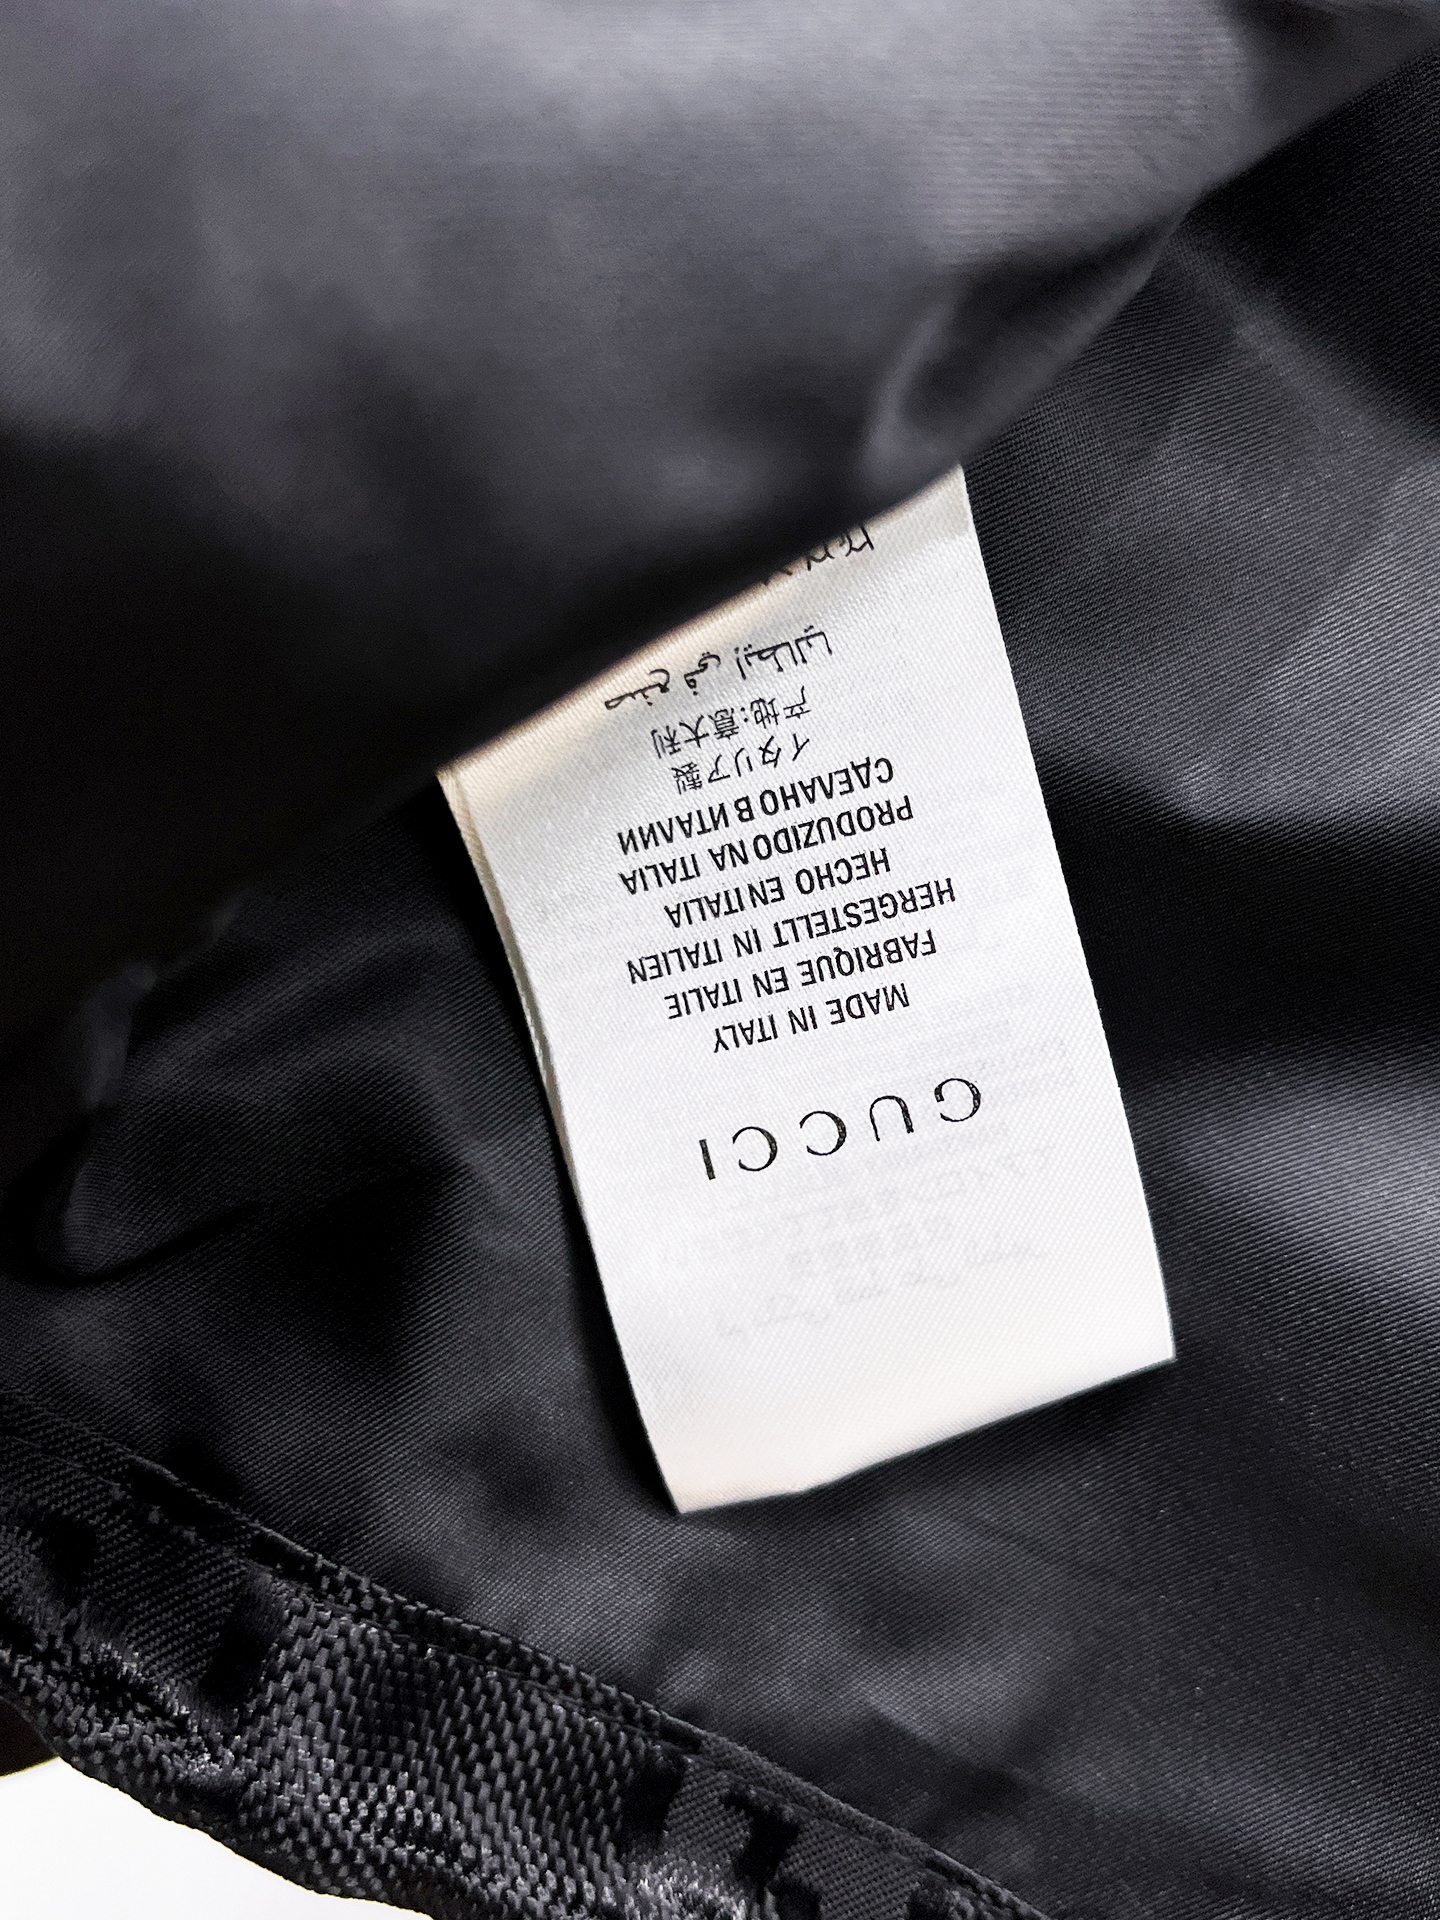 GUCCI
MADE IN ITALY
FABRIQUE EN ITALIE
HERGESTELLT IN ITALIEN
HECHO EN ITALIA
PRODUZIDO NA ITALIA
СДЕЛАНО В ИТАЛИИ
イタリア製
产地:意大利
صنع في إيطاليا